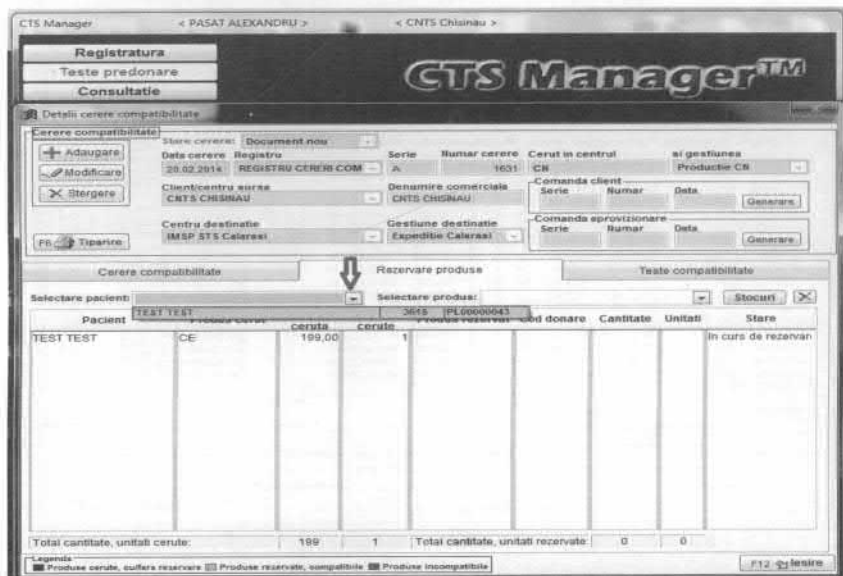 CTS Manager < PASAT ALEXANDRU > < CNTS Chisinau >
Registratura
Teste predonare
Consultatie
CTS Manager™
Detalii cerere compatibilitate
Cerere compatibilitate
Stare cerere: Document nou
Adaugare
Modificare
Stergere
F6 Tiparire
Data cerere Registru Serie Numar cerere Cerut in centrul si gestiunea
20.02.2014 REGISTRU CERERI COM A 1631 CN Productie CN
Client/centru sursa Denumire comerciala Comanda client
CNTS CHISINAU CNTS CHISINAU Serie Numar Data Generare
Centru destinatie Gestiune destinatie Comanda aprovizionare
IMSP STS Calarasi Expeditie Calarasi Serie Numar Data Generare
Cerere compatibilitate Rezervare produse Teste compatibilitate
Selectare pacient: Selectare produs: Stocuri
TEST TEST 3615 |PL00000043
Pacient ceruta cerute Cod donare Cantitate Unitati Stare
TEST TEST CE 199,00 1 In curs de rezervare
Total cantitate, unitati cerute: 199 1 Total cantitate, unitati rezervate: 0 0
Legenda
Produse cerute, oulfara reservare Produse rezervate, compatibile Produse incompatibile
F12 Iesire